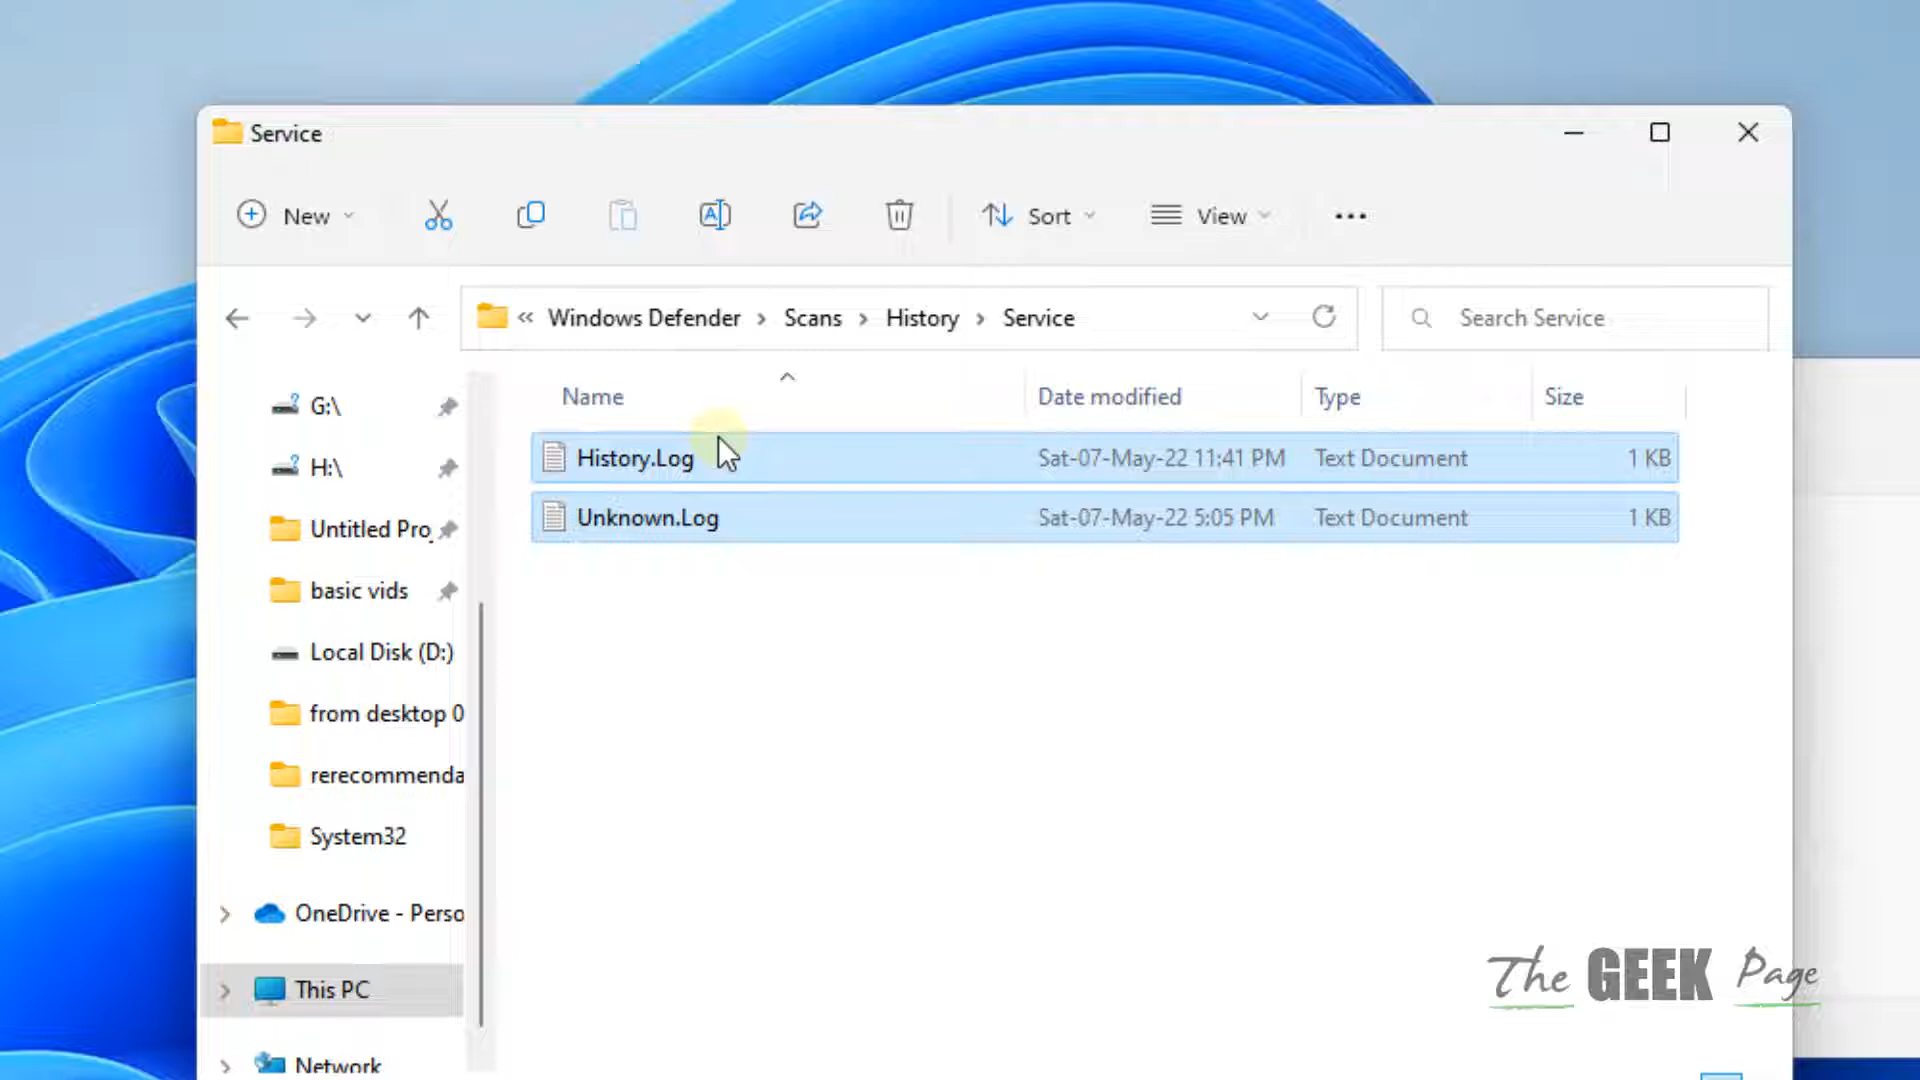 Service
New
Sort
View
« Windows Defender > Scans > History > Service
Search Service
Name
Date modified
Type
Size
History.Log
Sat-07-May-22 11:41 PM
Text Document
1 KB
Unknown.Log
Sat-07-May-22 5:05 PM
Text Document
1 KB
G:\
H:\
Untitled Pro
basic vids
Local Disk (D:)
from desktop 0
rerecommenda
System32
OneDrive - Perso
This PC
Network
The GEEK Page